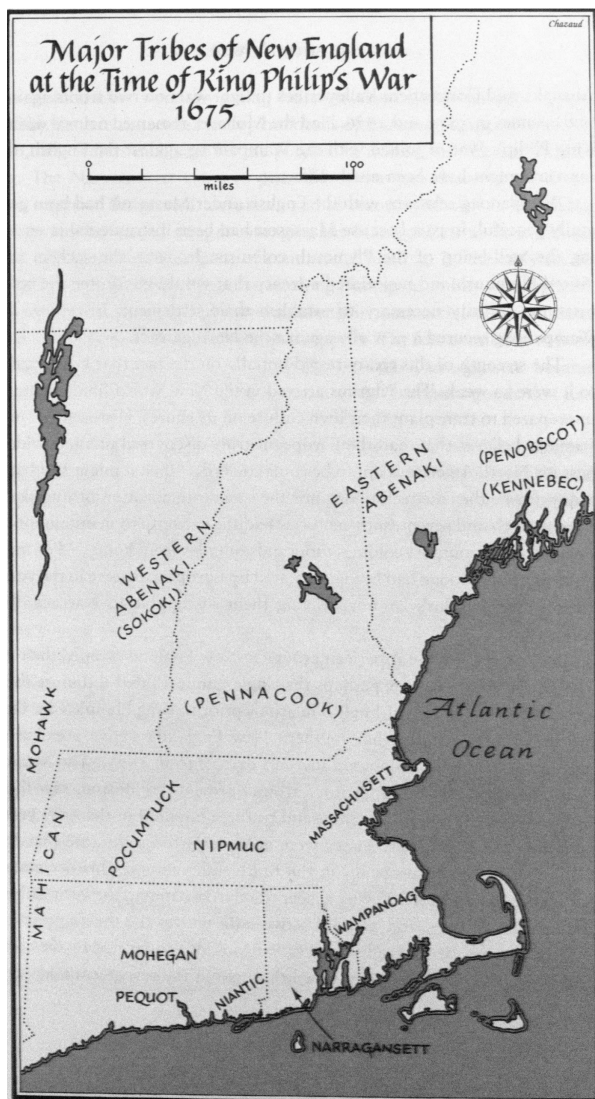 Chazaud
Major Tribes of New England
at the Time of King Philip's War
1675
0 100
miles
EASTERN
ABENAKI
(PENOBSCOT)
(KENNEBEC)
WESTERN
ABENAKI
(SOKOKI)
(PENNACOOK)
Atlantic
Ocean
MOHAWK
MAHICAN
POCUMTUCK
NIPMUC
MASSACHUSETT
WAMPANOAG
MOHEGAN
PEQUOT
NIANTIC
NARRAGANSETT